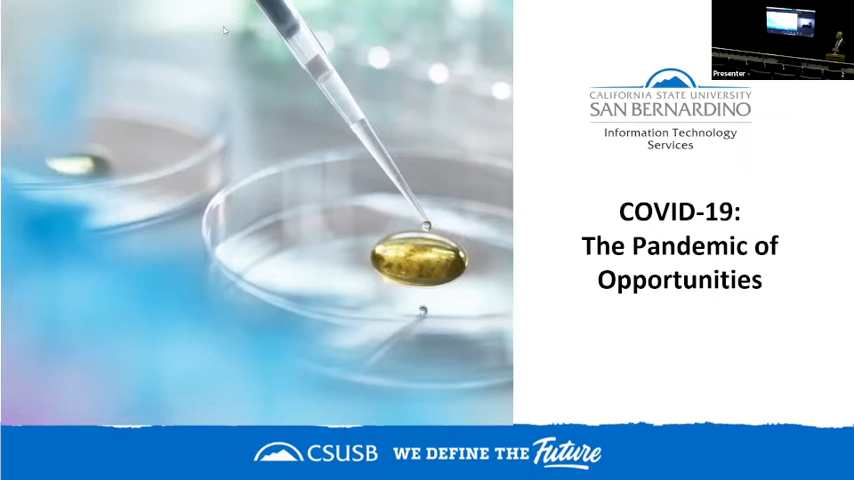 Presenter
CALIFORNIA STATE UNIVERSITY
SAN BERNARDINO
Information Technology
Services
COVID-19:
The Pandemic of
Opportunities
CSUSB WE DEFINE THE Future